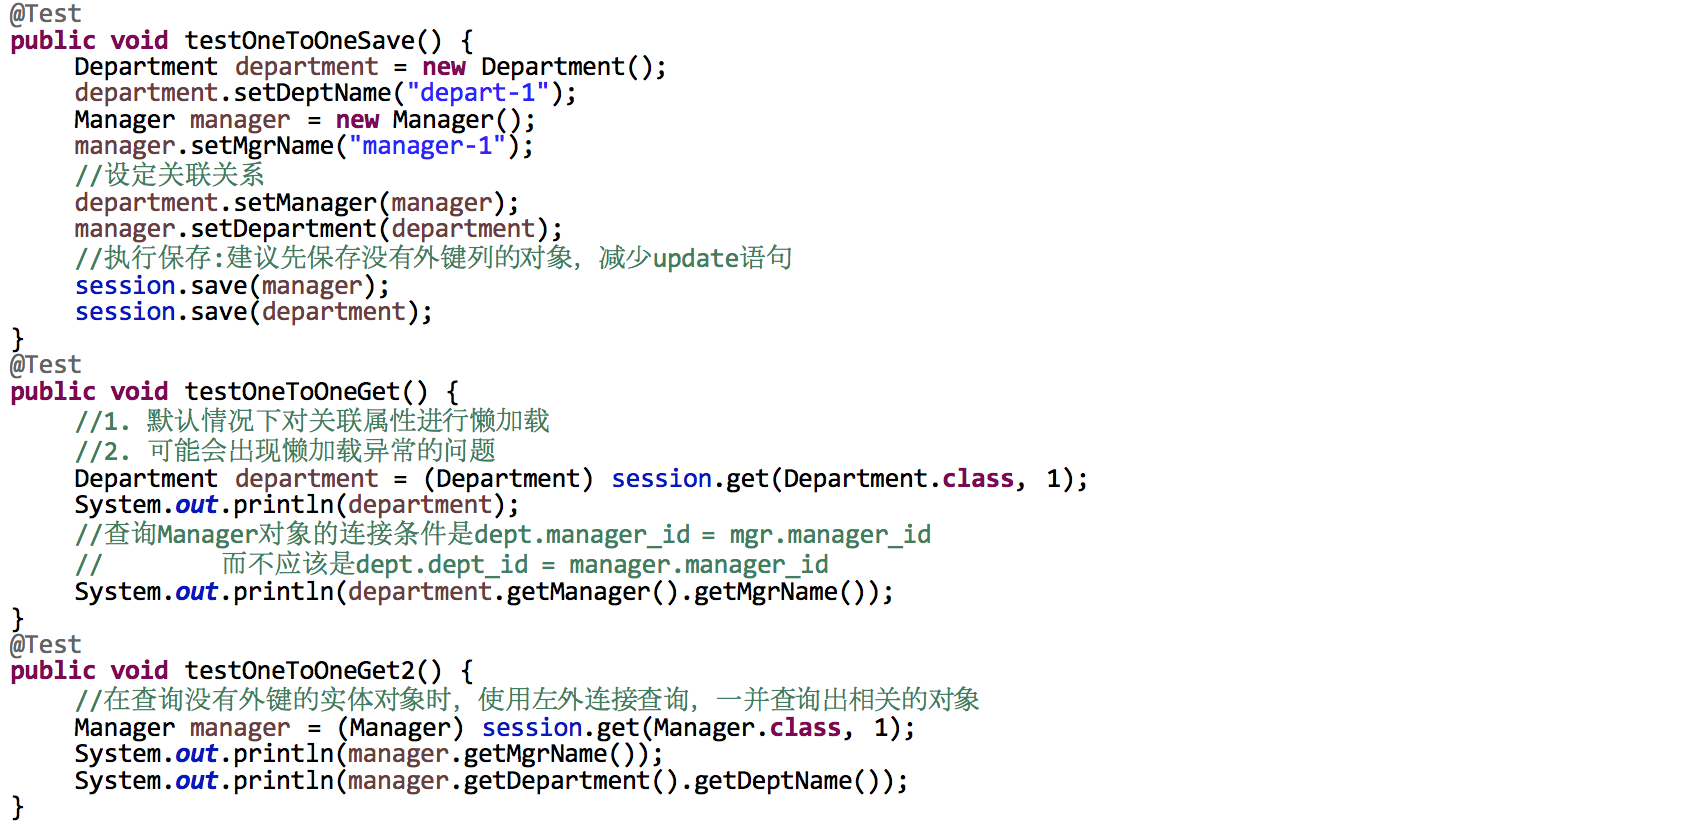 @Test
public void testOneToOneSave() {
    Department department = new Department();
    department.setDeptName("depart-1");
    Manager manager = new Manager();
    manager.setMgrName("manager-1");
    //设定关联关系
    department.setManager(manager);
    manager.setDepartment(department);
    //执行保存:建议先保存没有外键列的对象，减少update语句
    session.save(manager);
    session.save(department);
}
@Test
public void testOneToOneGet() {
    //1. 默认情况下对关联属性进行懒加载
    //2. 可能会出现懒加载异常的问题
    Department department = (Department) session.get(Department.class, 1);
    System.out.println(department);
    //查询Manager对象的连接条件是dept.manager_id = mgr.manager_id
    //        而不应该是dept.dept_id = manager.manager_id
    System.out.println(department.getManager().getMgrName());
}
@Test
public void testOneToOneGet2() {
    //在查询没有外键的实体对象时，使用左外连接查询，一并查询出相关的对象
    Manager manager = (Manager) session.get(Manager.class, 1);
    System.out.println(manager.getMgrName());
    System.out.println(manager.getDepartment().getDeptName());
}